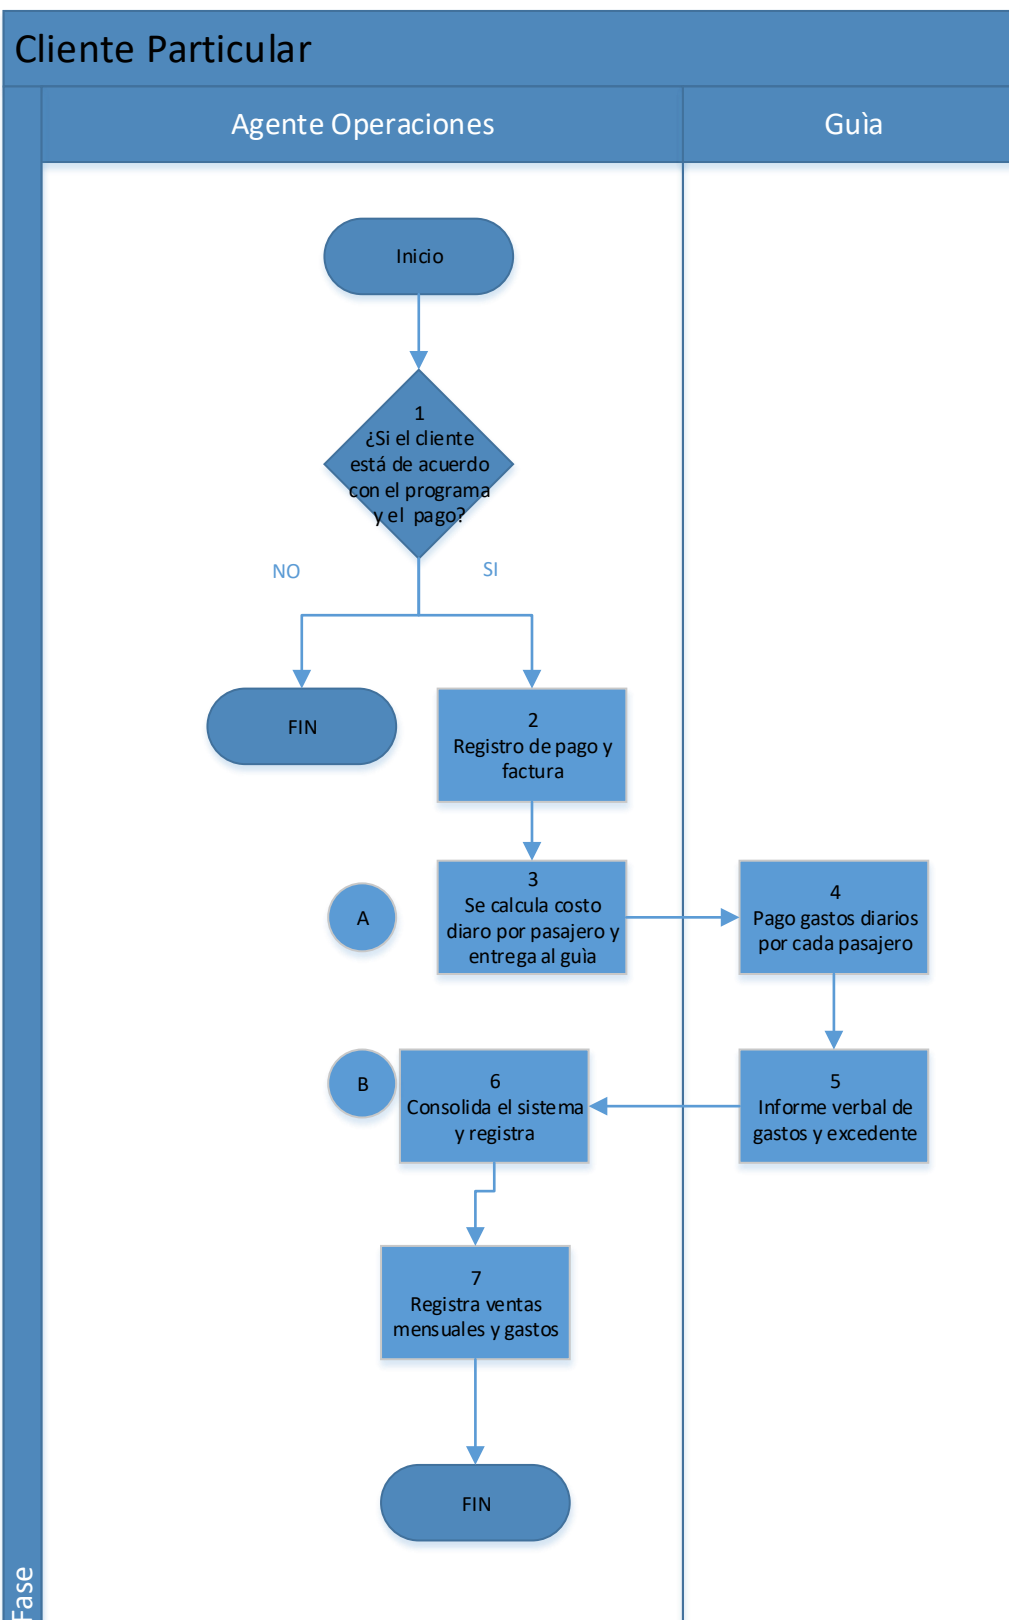 Cliente Particular
Agente Operaciones
Guìa
Inicio
1
¿Si el cliente
está de acuerdo
con el programa
y el pago?
NO
SI
FIN
2
Registro de pago y
factura
A
3
Se calcula costo
diaro por pasajero y
entrega al guìa
4
Pago gastos diarios
por cada pasajero
B
6
Consolida el sistema
y registra
5
Informe verbal de
gastos y excedente
7
Registra ventas
mensuales y gastos
FIN
Fase